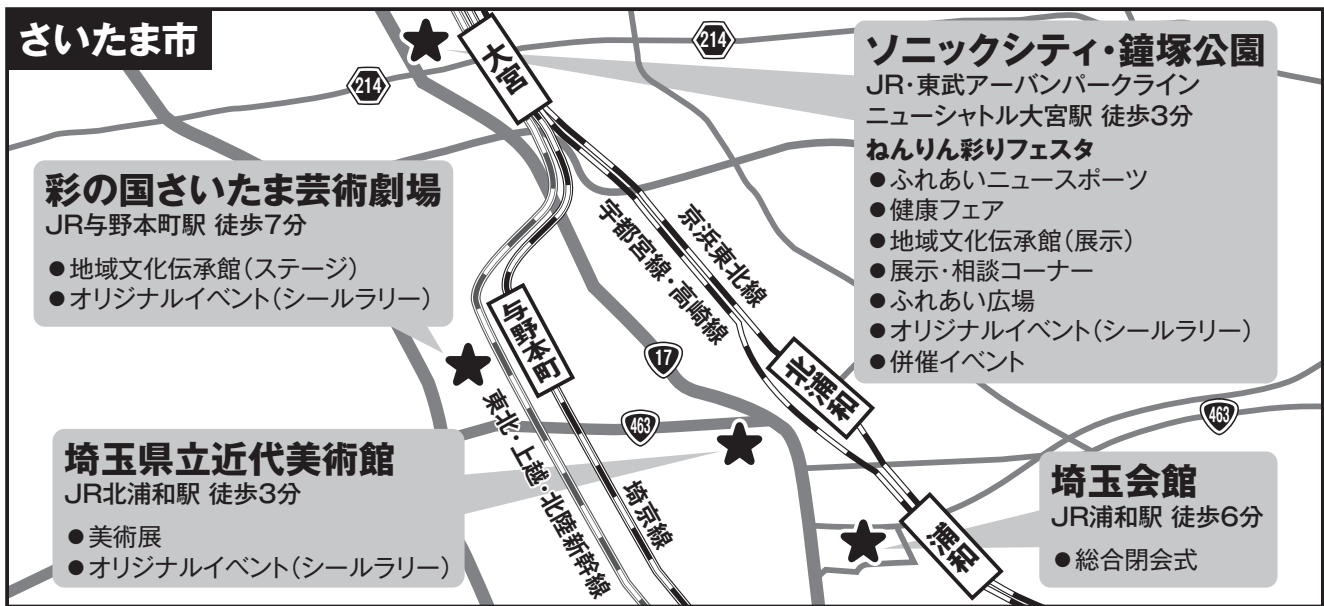 さいたま市
大宮
214
214
ソニックシティ・鐘塚公園
JR・東武アーバンパークライン
ニューシャトル大宮駅 徒歩3分
ねんりん彩りフェスタ
●ふれあいニュースポーツ
●健康フェア
●地域文化伝承館(展示)
●展示・相談コーナー
●ふれあい広場
●オリジナルイベント(シールラリー)
●併催イベント
彩の国さいたま芸術劇場
JR与野本町駅 徒歩7分
●地域文化伝承館(ステージ)
●オリジナルイベント(シールラリー)
京浜東北線
宇都宮線・高崎線
与野本町
17
北浦和
463
463
東北・上越・北陸新幹線
埼京線
埼玉県立近代美術館
JR北浦和駅 徒歩3分
●美術展
●オリジナルイベント(シールラリー)
浦和
埼玉会館
JR浦和駅 徒歩6分
●総合閉会式